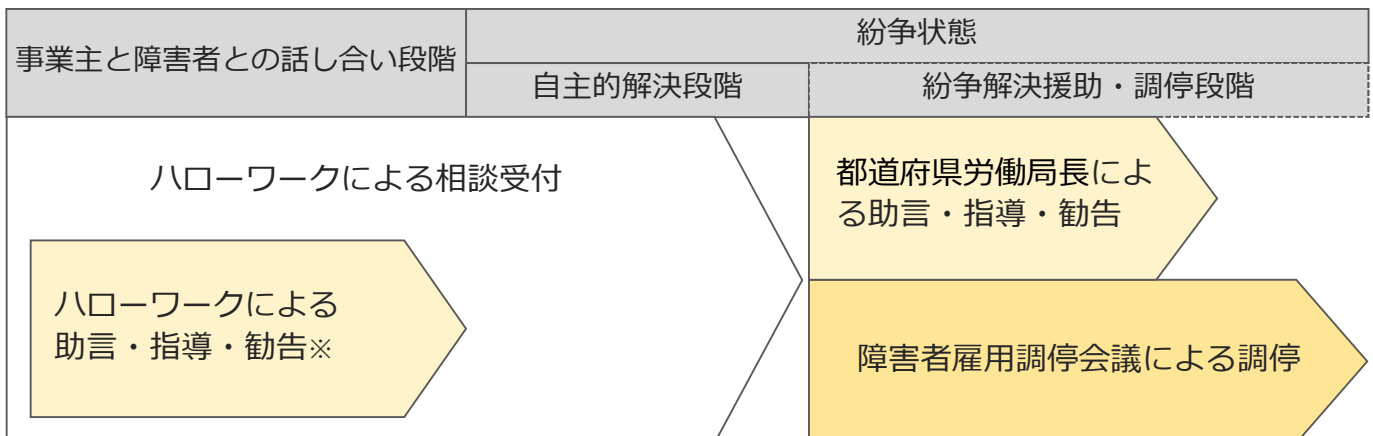 事業主と障害者との話し合い段階
紛争状態
自主的解決段階
紛争解決援助・調停段階
ハローワークによる相談受付
ハローワークによる
助言・指導・勧告※
都道府県労働局長によ
る助言・指導・勧告
障害者雇用調停会議による調停